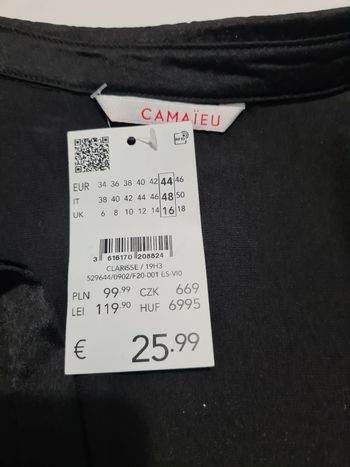 CAMAÏEU
RFID
EUR 34 36 38 40 42 44 46
IT 38 40 42 44 46 48 50
UK 6 8 10 12 14 16 18
3 616170 208824
CLARISSE / 19H3
529644/0902/F20-001 ES-VI0
PLN 99.99 CZK 669
LEI 119.90 HUF 6995
€ 25.99